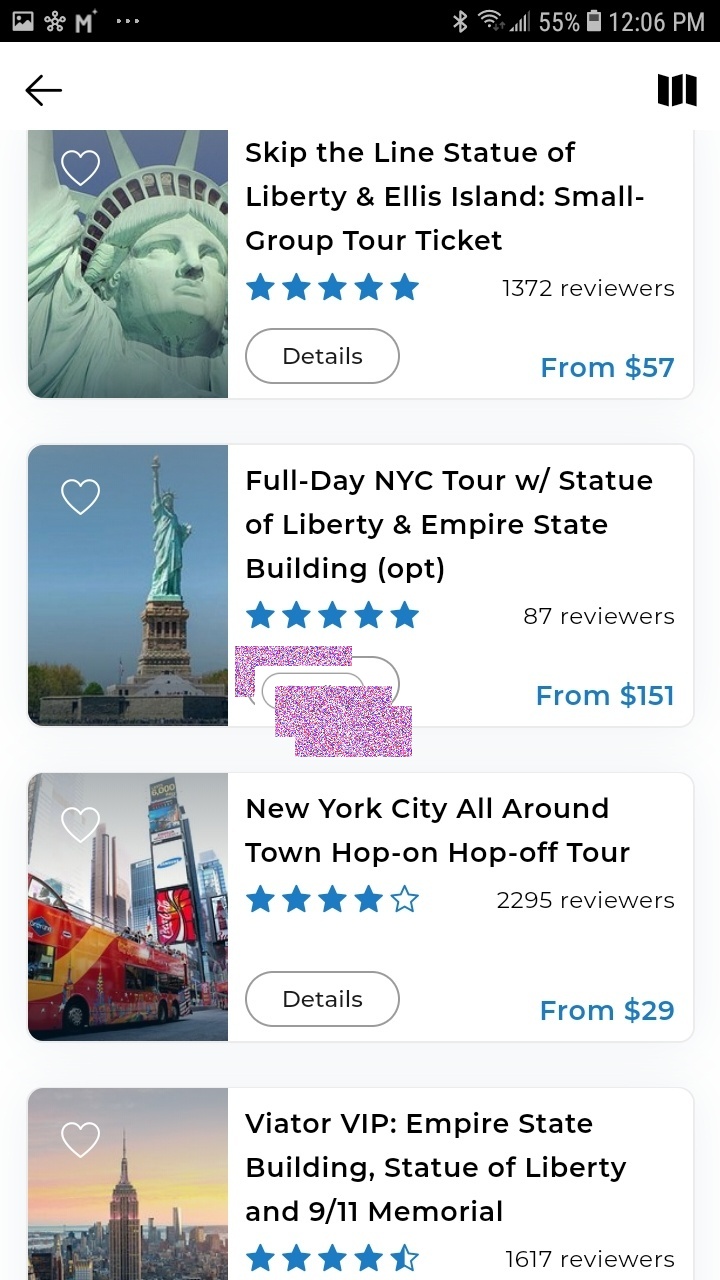 55% 12:06 PM
Skip the Line Statue of
Liberty & Ellis Island: Small-
Group Tour Ticket
1372 reviewers
Details
From $57
Full-Day NYC Tour w/ Statue
of Liberty & Empire State
Building (opt)
87 reviewers
From $151
New York City All Around
Town Hop-on Hop-off Tour
2295 reviewers
Details
From $29
Viator VIP: Empire State
Building, Statue of Liberty
and 9/11 Memorial
1617 reviewers